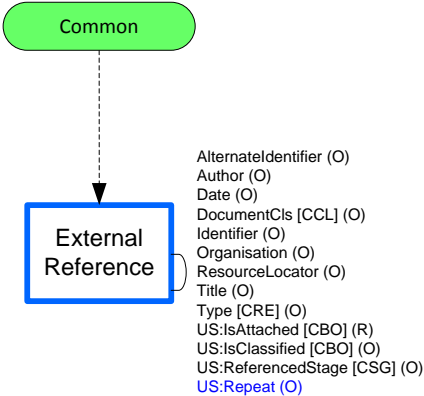 Common
AlternateIdentifier (O)
Author (O)
Date (O)
DocumentCls [CCL] (O)
Identifier (O)
Organisation (O)
ResourceLocator (O)
Title (O)
Type [CRE] (O)
US:IsAttached [CBO] (R)
US:IsClassified [CBO] (O)
US:ReferencedStage [CSG] (O)
US:Repeat (O)
External
Reference